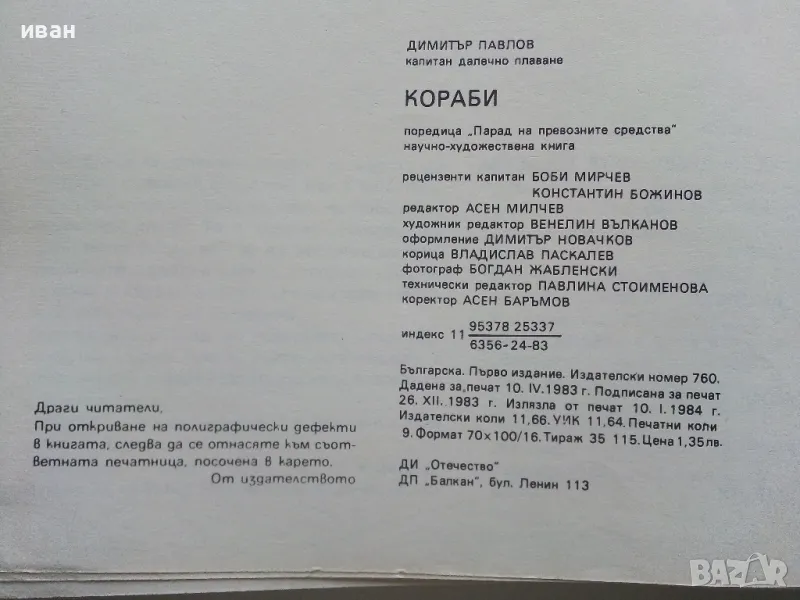 иван
ДИМИТЪР ПАВЛОВ
капитан далечно плаване
КОРАБИ
поредица „Парад на превозните средства"
научно-художествена книга
рецензенти капитан БОБИ МИРЧЕВ
КОНСТАНТИН БОЖИНОВ
редактор АСЕН МИЛЧЕВ
художник редактор ВЕНЕЛИН ВЪЛКАНОВ
оформление ДИМИТЪР НОВАЧКОВ
корица ВЛАДИСЛАВ ПАСКАЛЕВ
фотограф БОГДАН ЖАБЛЕНСКИ
технически редактор ПАВЛИНА СТОИМЕНОВА
коректор АСЕН БАРЪМОВ
индекс 11 95378 25337
6356-24-83
Българска. Първо издание. Издателски номер 760.
Дадена за печат 10. IV. 1983 г. Подписана за печат
26. XII. 1983 г. Излязла от печат 10. I. 1984 г.
Издателски коли 11,66. УИК 11,64. Печатни коли
9. Формат 70x100/16. Тираж 35 115. Цена 1,35 лв.
ДИ „Отечество"
ДП „Балкан", бул. Ленин 113
Драги читатели,
При откриване на полиграфически дефекти
в книгата, следва да се отнасяте към съот-
ветната печатница, посочена в карето.
От издателството
BAZAR